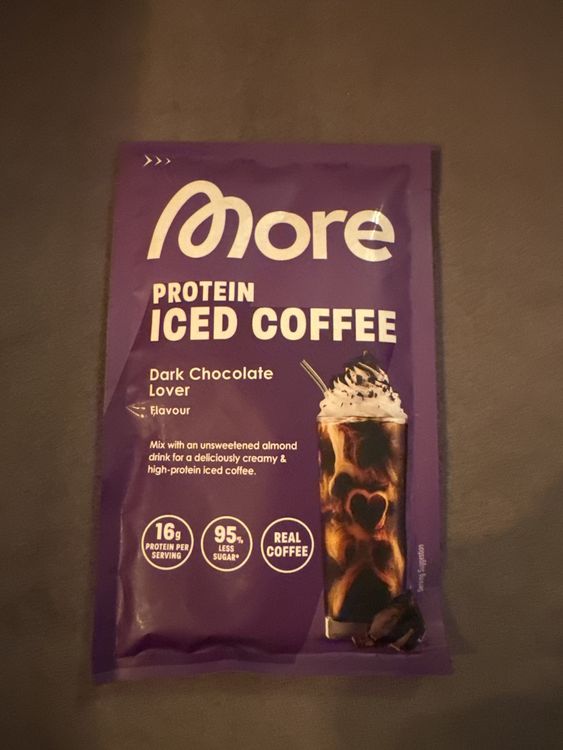 More
PROTEIN
ICED COFFEE
Dark Chocolate
Lover
Flavour
Mix with an unsweetened almond
drink for a deliciously creamy &
high-protein iced coffee.
16g
PROTEIN PER
SERVING
95%
LESS
SUGAR*
REAL
COFFEE
Serving Suggestion